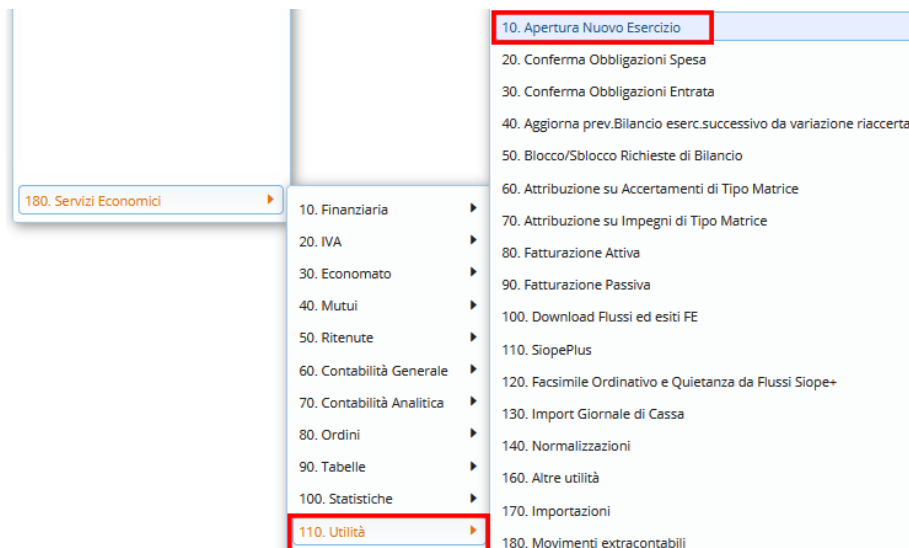 180. Servizi Economici
10. Finanziaria
20. IVA
30. Economato
40. Mutui
50. Ritenute
60. Contabilità Generale
70. Contabilità Analitica
80. Ordini
90. Tabelle
100. Statistiche
110. Utilità
10. Apertura Nuovo Esercizio
20. Conferma Obbligazioni Spesa
30. Conferma Obbligazioni Entrata
40. Aggiorna prev.Bilancio eserc.successivo da variazione riaccerta
50. Blocco/Sblocco Richieste di Bilancio
60. Attribuzione su Accertamenti di Tipo Matrice
70. Attribuzione su Impegni di Tipo Matrice
80. Fatturazione Attiva
90. Fatturazione Passiva
100. Download Flussi ed esiti FE
110. SiopePlus
120. Facsimile Ordinativo e Quietanza da Flussi Siope+
130. Import Giornale di Cassa
140. Normalizzazioni
160. Altre utilità
170. Importazioni
180. Movimenti extracontabili